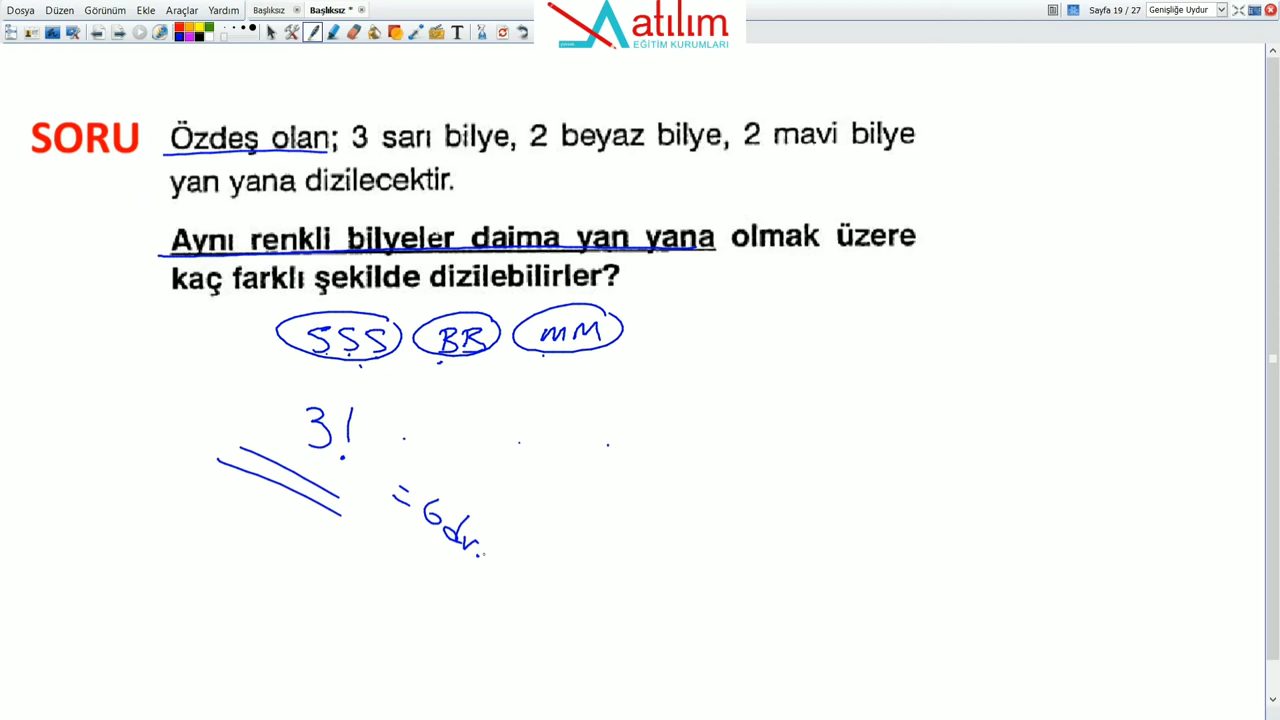 Dosya Düzen Görünüm Ekle Araçlar Yardım Başlıksız Başlıksız * Sayfa 19 / 27 Genişliğe Uydur
atılım
EĞİTİM KURUMLARI
SORU Özdeş olan; 3 sarı bilye, 2 beyaz bilye, 2 mavi bilye
yan yana dizilecektir.
Aynı renkli bilyeler daima yan yana olmak üzere
kaç farklı şekilde dizilebilirler?
SSS BB MM
3!
= 6 dır.